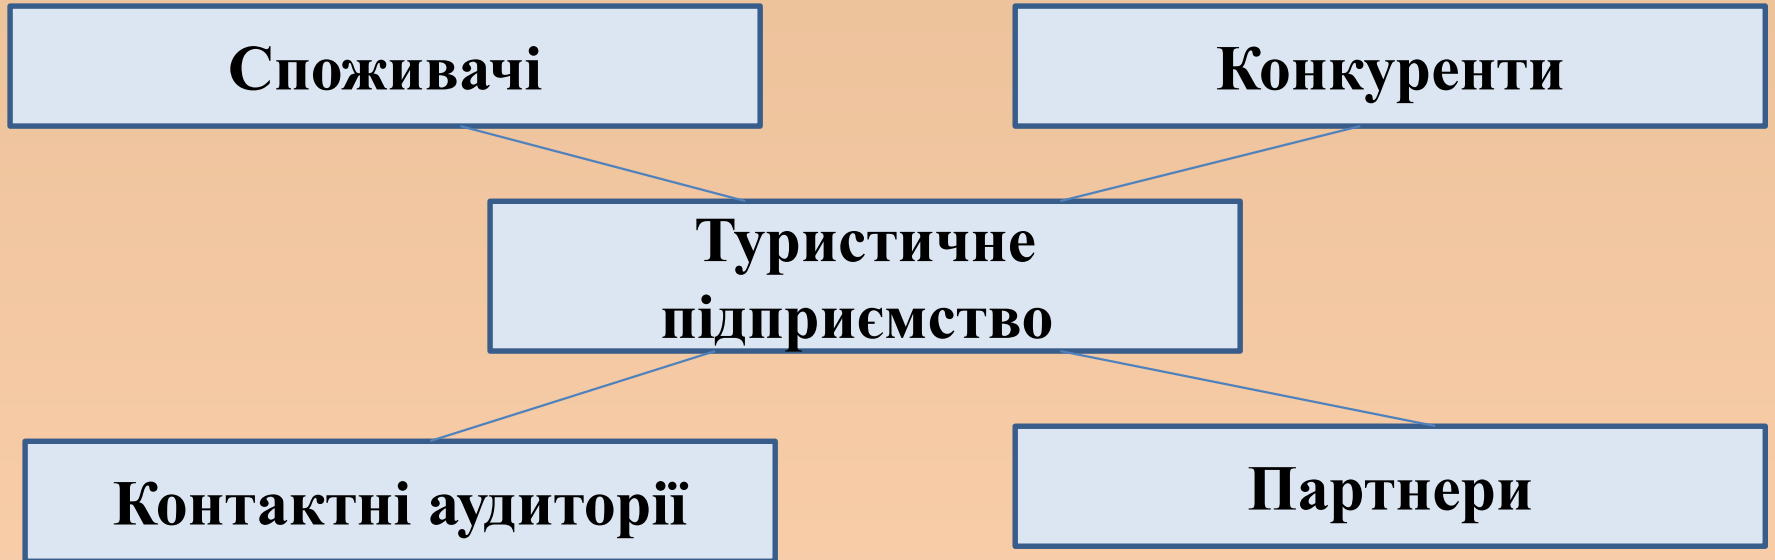 Споживачі
Конкуренти
Туристичне
підприємство
Контактні аудиторії
Партнери